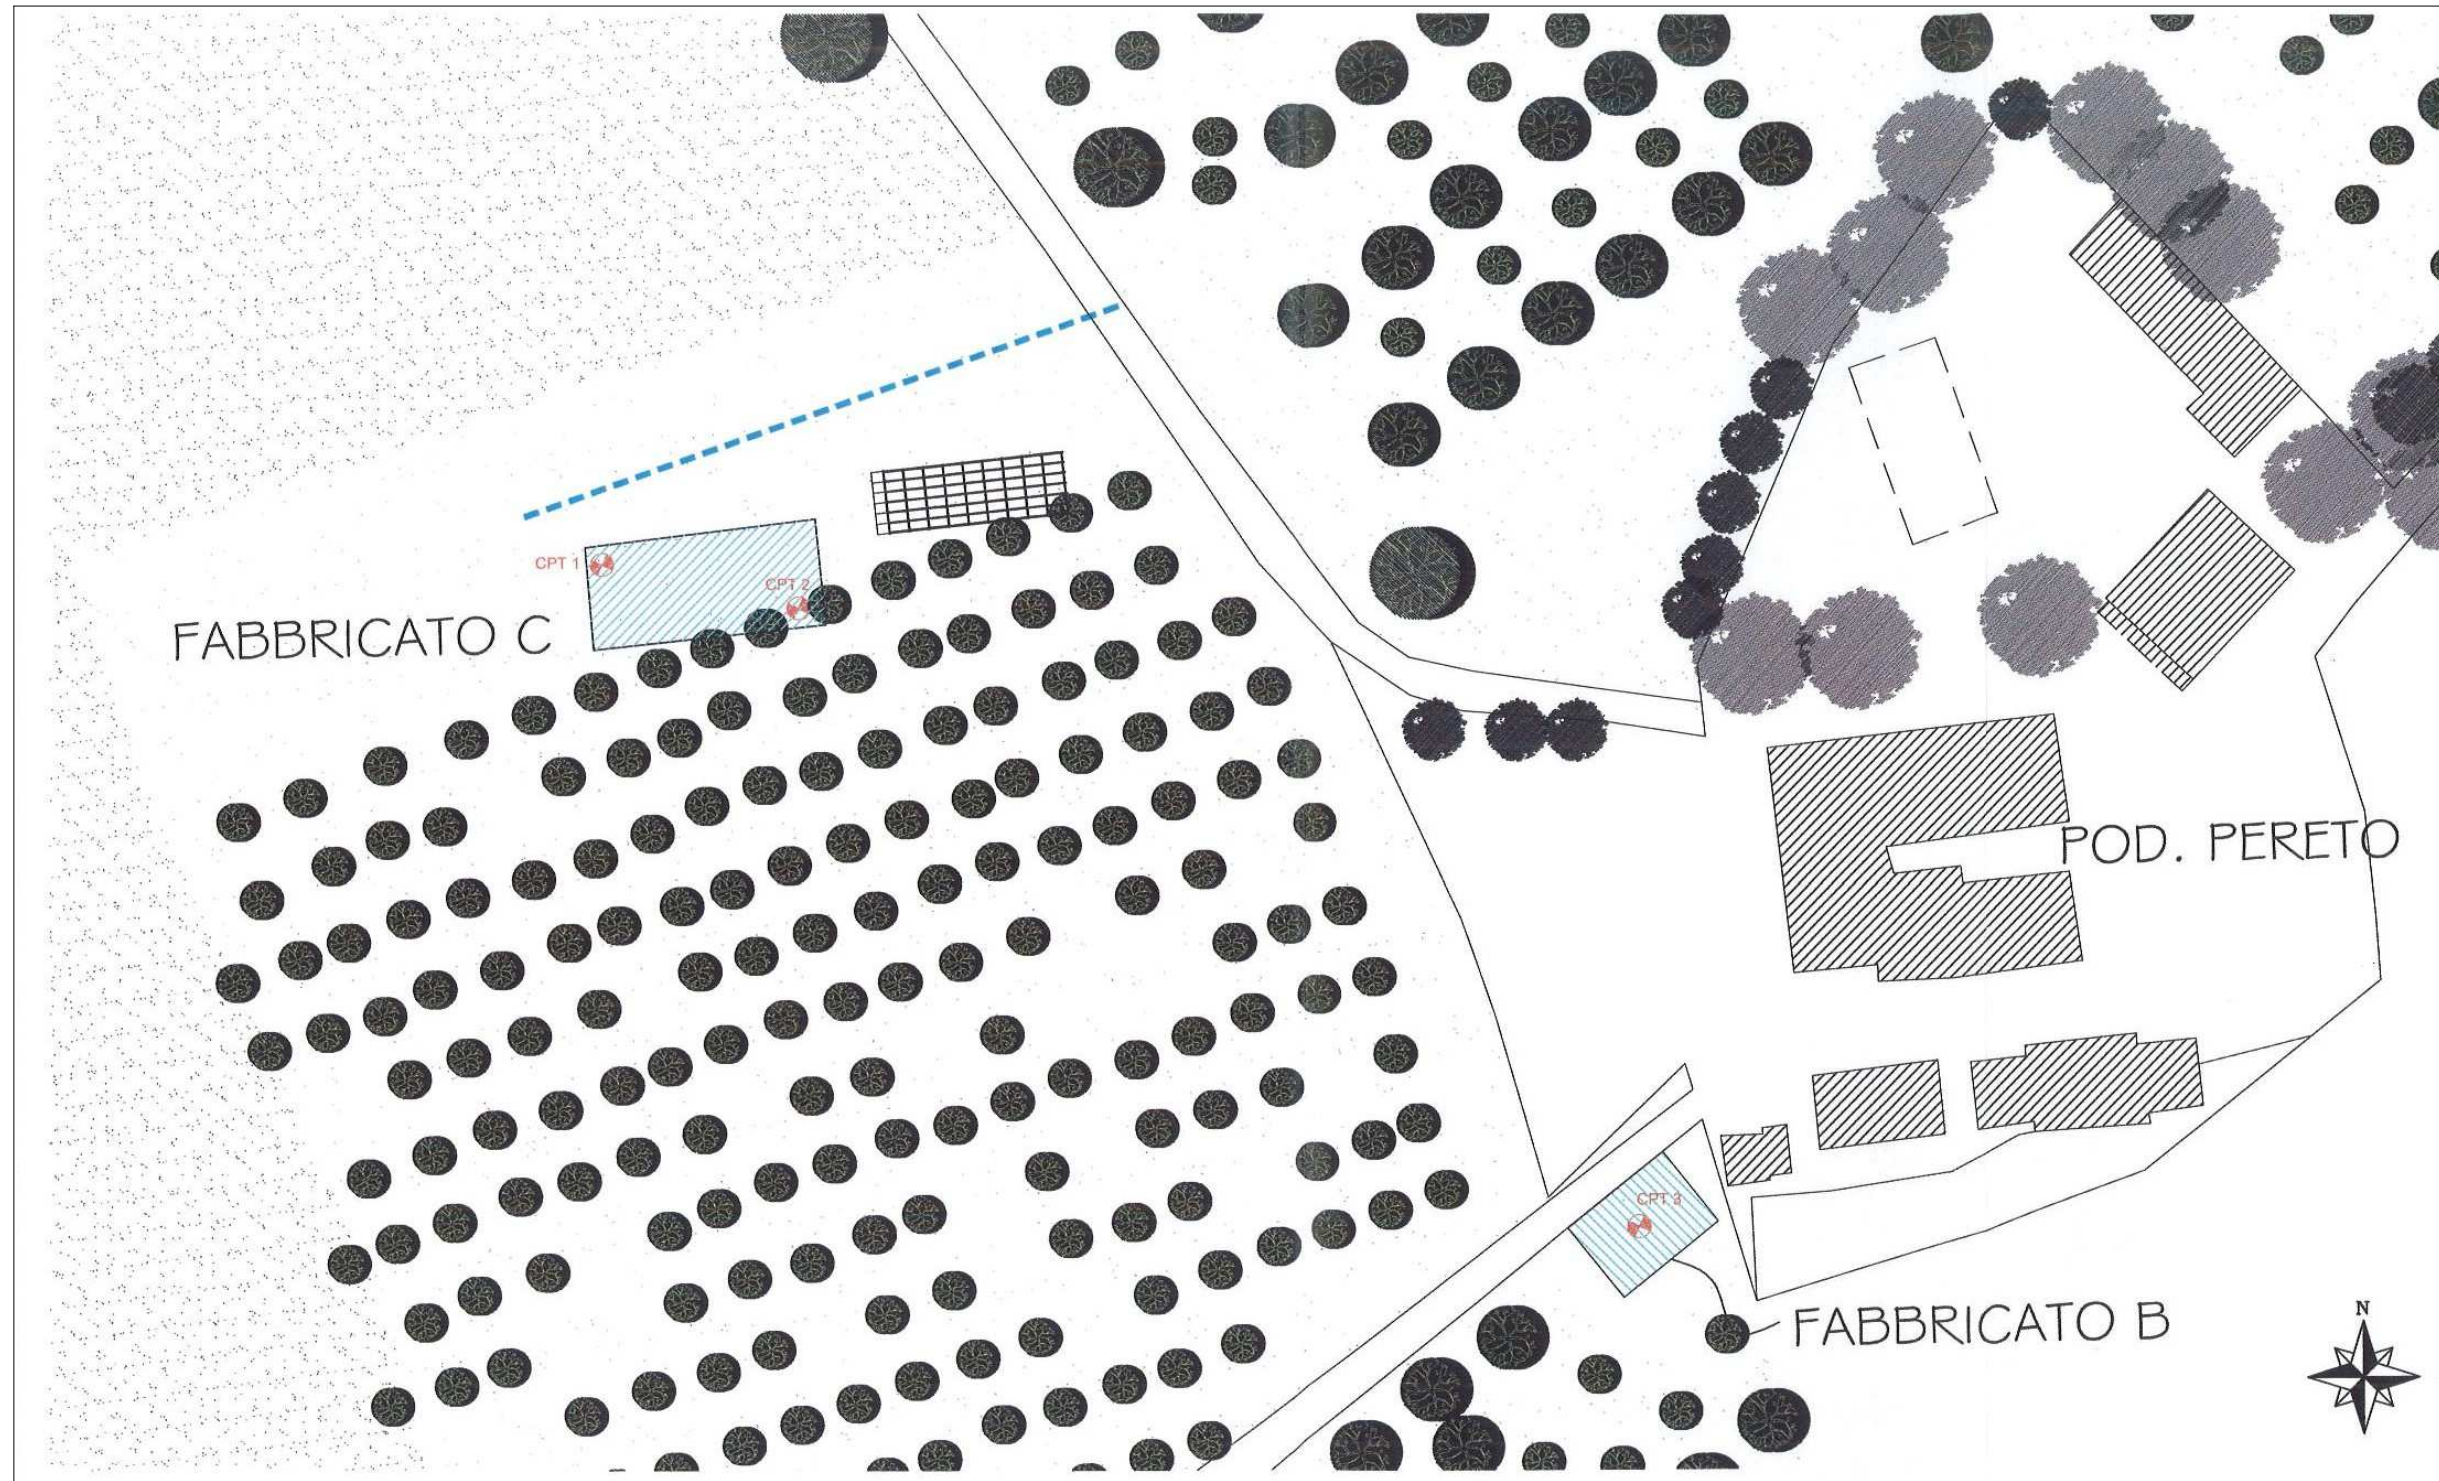 CPT 1
CPT 2
FABBRICATO C
POD. PERETO
CPT 3
FABBRICATO B
N